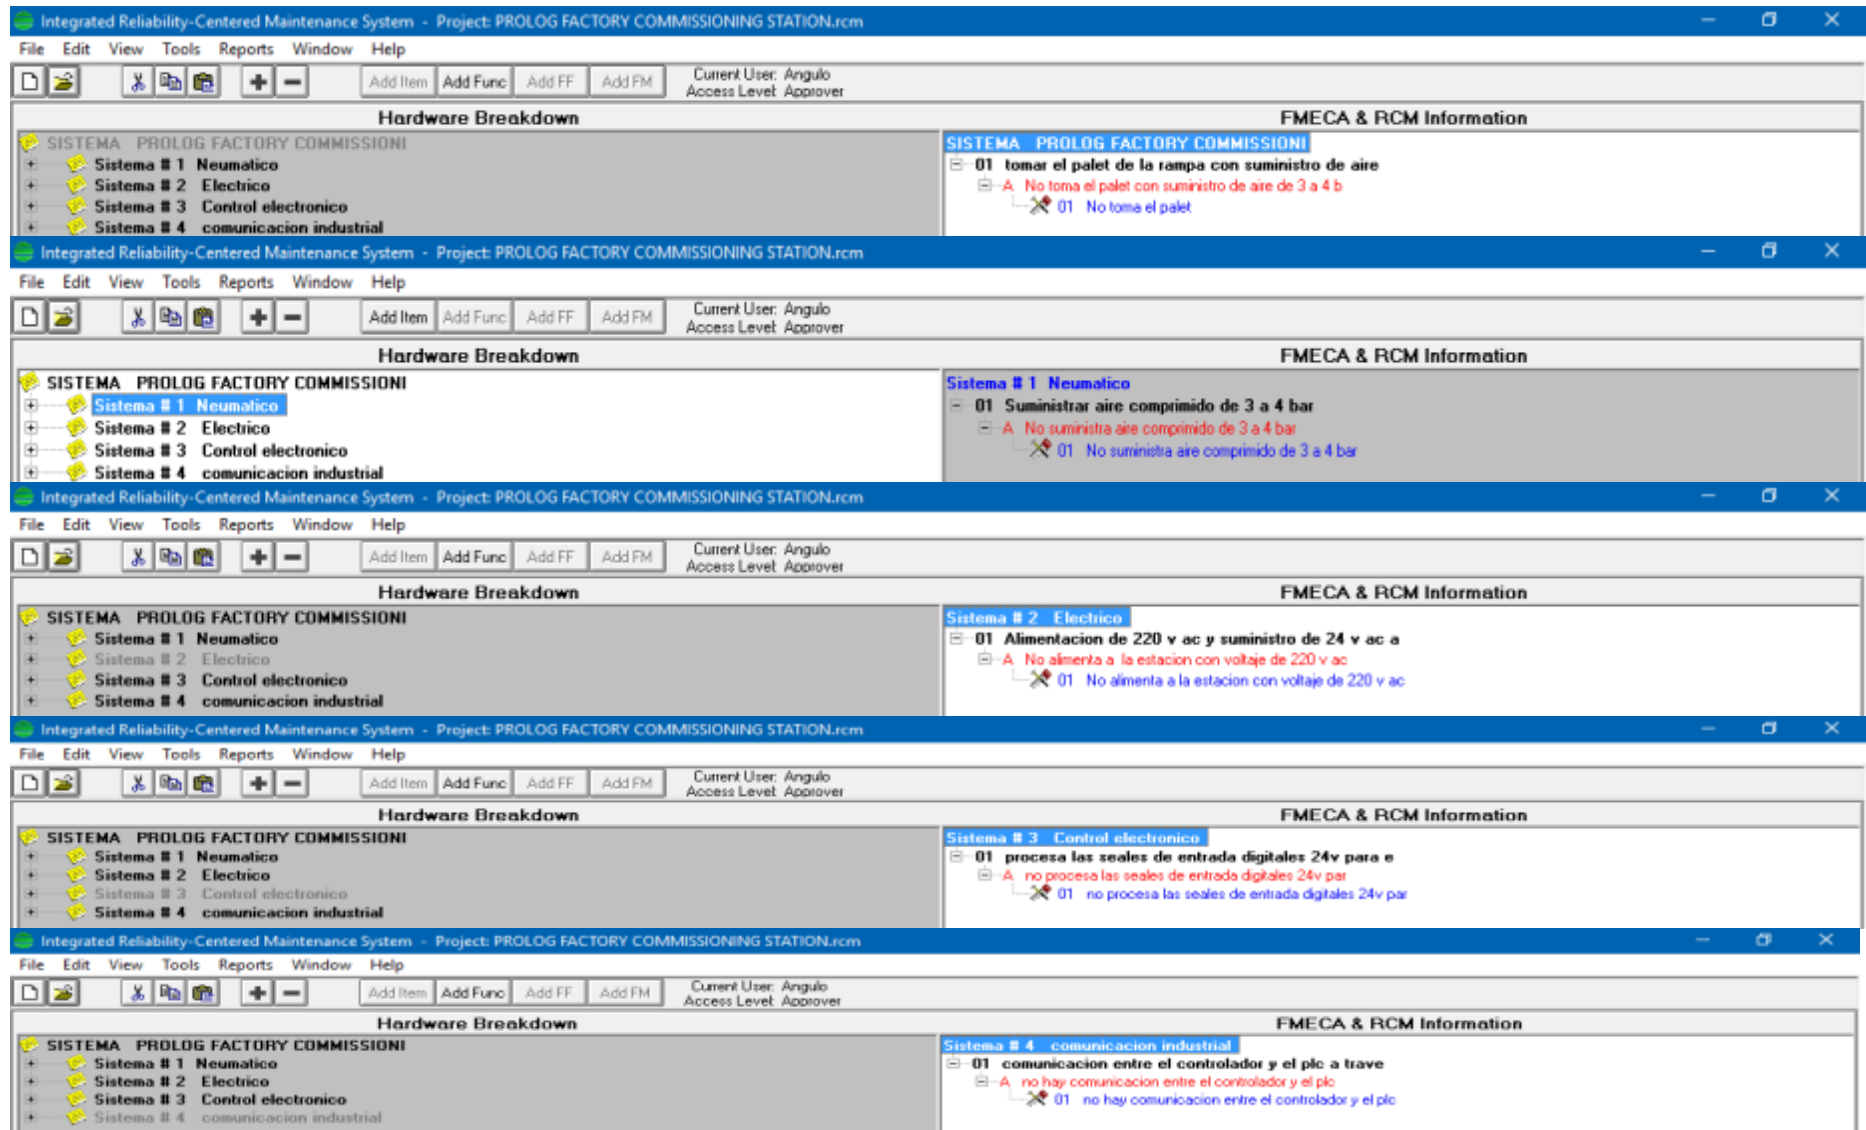 Integrated Reliability-Centered Maintenance System - Project: PROLOG FACTORY COMMISSIONING STATION.rcm
File Edit View Tools Reports Window Help
Add Item Add Func Add FF Add FM Current User: Angulo
Access Level: Approver
Hardware Breakdown FMECA & RCM Information
SISTEMA PROLOG FACTORY COMMISSIONI SISTEMA PROLOG FACTORY COMMISSIONI
Sistema # 1 Neumatico 01 tomar el palet de la rampa con suministro de aire
Sistema # 2 Electrico A No toma el palet con suministro de aire de 3 a 4 b
Sistema # 3 Control electronico 01 No toma el palet
Sistema # 4 comunicacion industrial
Integrated Reliability-Centered Maintenance System - Project: PROLOG FACTORY COMMISSIONING STATION.rcm
File Edit View Tools Reports Window Help
Add Item Add Func Add FF Add FM Current User: Angulo
Access Level: Approver
Hardware Breakdown FMECA & RCM Information
SISTEMA PROLOG FACTORY COMMISSIONI Sistema # 1 Neumatico
Sistema # 1 Neumatico 01 Suministrar aire comprimido de 3 a 4 bar
Sistema # 2 Electrico A No suministra aire comprimido de 3 a 4 bar
Sistema # 3 Control electronico 01 No suministra aire comprimido de 3 a 4 bar
Sistema # 4 comunicacion industrial
Integrated Reliability-Centered Maintenance System - Project: PROLOG FACTORY COMMISSIONING STATION.rcm
File Edit View Tools Reports Window Help
Add Item Add Func Add FF Add FM Current User: Angulo
Access Level: Approver
Hardware Breakdown FMECA & RCM Information
SISTEMA PROLOG FACTORY COMMISSIONI Sistema # 2 Electrico
Sistema # 1 Neumatico 01 Alimentacion de 220 v ac y suministro de 24 v ac a
Sistema # 2 Electrico A No alimenta a la estacion con voltaje de 220 v ac
Sistema # 3 Control electronico 01 No alimenta a la estacion con voltaje de 220 v ac
Sistema # 4 comunicacion industrial
Integrated Reliability-Centered Maintenance System - Project: PROLOG FACTORY COMMISSIONING STATION.rcm
File Edit View Tools Reports Window Help
Add Item Add Func Add FF Add FM Current User: Angulo
Access Level: Approver
Hardware Breakdown FMECA & RCM Information
SISTEMA PROLOG FACTORY COMMISSIONI Sistema # 3 Control electronico
Sistema # 1 Neumatico 01 procesa las seales de entrada digitales 24v para e
Sistema # 2 Electrico A no procesa las seales de entrada digitales 24v par
Sistema # 3 Control electronico 01 no procesa las seales de entrada digitales 24v par
Sistema # 4 comunicacion industrial
Integrated Reliability-Centered Maintenance System - Project: PROLOG FACTORY COMMISSIONING STATION.rcm
File Edit View Tools Reports Window Help
Add Item Add Func Add FF Add FM Current User: Angulo
Access Level: Approver
Hardware Breakdown FMECA & RCM Information
SISTEMA PROLOG FACTORY COMMISSIONI Sistema # 4 comunicacion industrial
Sistema # 1 Neumatico 01 comunicacion entre el controlador y el plc a trave
Sistema # 2 Electrico A no hay comunicacion entre el controlador y el plc
Sistema # 3 Control electronico 01 no hay comunicacion entre el controlador y el plc
Sistema # 4 comunicacion industrial